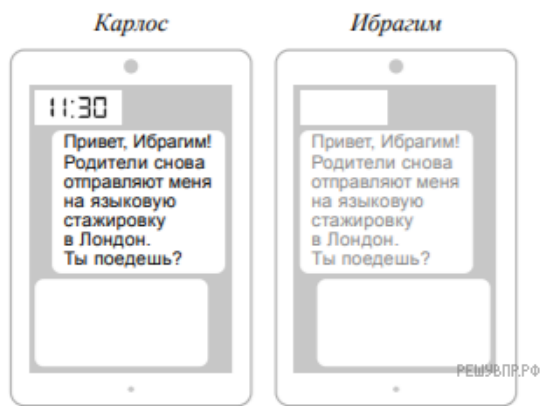 Карлос
Ибрагим
11:30
Привет, Ибрагим!
Родители снова
отправляют меня
на языковую
стажировку
в Лондон.
Ты поедешь?
Привет, Ибрагим!
Родители снова
отправляют меня
на языковую
стажировку
в Лондон.
Ты поедешь?
РЕШУВПР.РФ